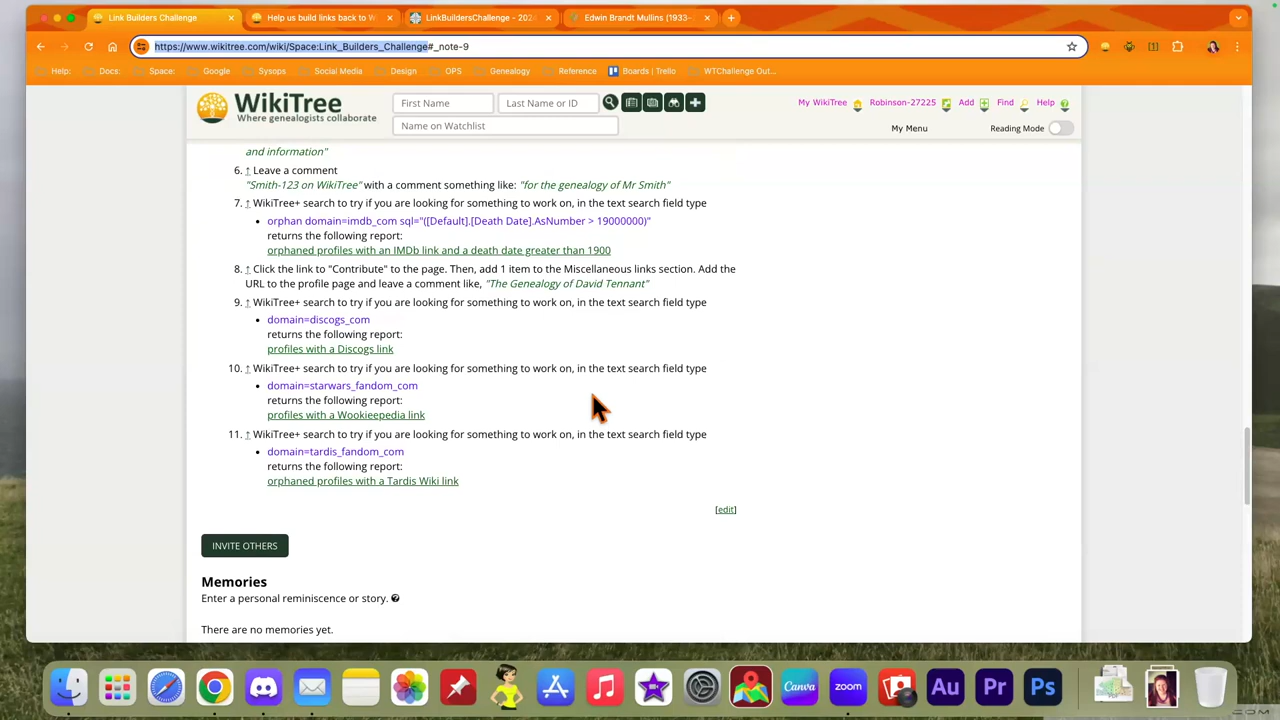 Link Builders Challenge
Help us build links back to W
LinkBuildersChallenge - 2024
Edwin Brandt Mullins (1933-
https://www.wikitree.com/wiki/Space:Link_Builders_Challenge#_note-9
Help: Docs: Space: Google Sysops Social Media Design OPS Genealogy Reference Boards | Trello WTChallenge Out...
WikiTree
Where genealogists collaborate
First Name
Last Name or ID
Name on Watchlist
My WikiTree Robinson-27225 Add Find Help
My Menu Reading Mode
and information"
6. ↑ Leave a comment
"Smith-123 on WikiTree" with a comment something like: "for the genealogy of Mr Smith"
7. ↑ WikiTree+ search to try if you are looking for something to work on, in the text search field type
• orphan domain=imdb_com sql="([Default].[Death Date].AsNumber > 19000000)"
returns the following report:
orphaned profiles with an IMDb link and a death date greater than 1900
8. ↑ Click the link to "Contribute" to the page. Then, add 1 item to the Miscellaneous links section. Add the
URL to the profile page and leave a comment like, "The Genealogy of David Tennant"
9. ↑ WikiTree+ search to try if you are looking for something to work on, in the text search field type
• domain=discogs_com
returns the following report:
profiles with a Discogs link
10. ↑ WikiTree+ search to try if you are looking for something to work on, in the text search field type
• domain=starwars_fandom_com
returns the following report:
profiles with a Wookieepedia link
11. ↑ WikiTree+ search to try if you are looking for something to work on, in the text search field type
• domain=tardis_fandom_com
returns the following report:
orphaned profiles with a Tardis Wiki link
[edit]
INVITE OTHERS
Memories
Enter a personal reminiscence or story.
There are no memories yet.
Canva
zoom
Au
Pr
Ps